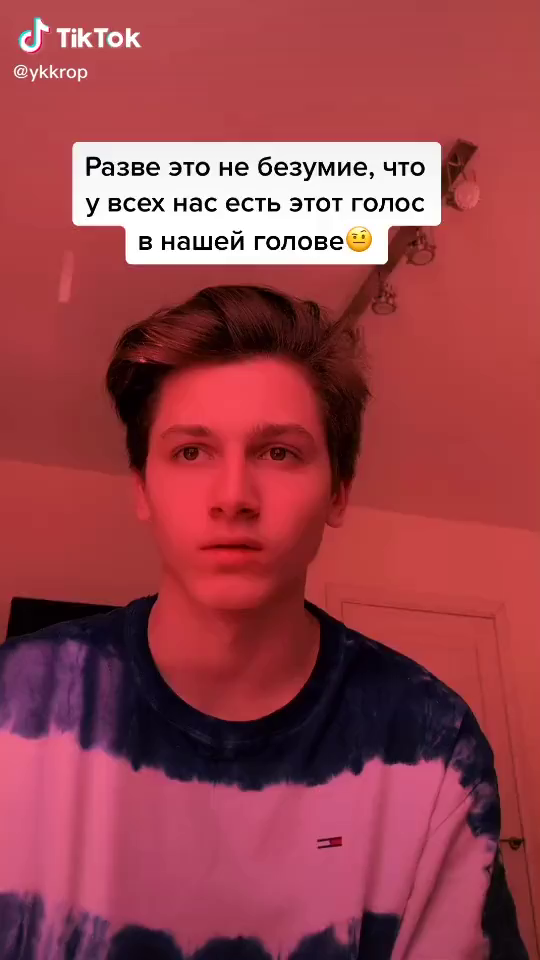 TikTok
@ykkrop
Разве это не безумие, что
у всех нас есть этот голос
в нашей голове🤨